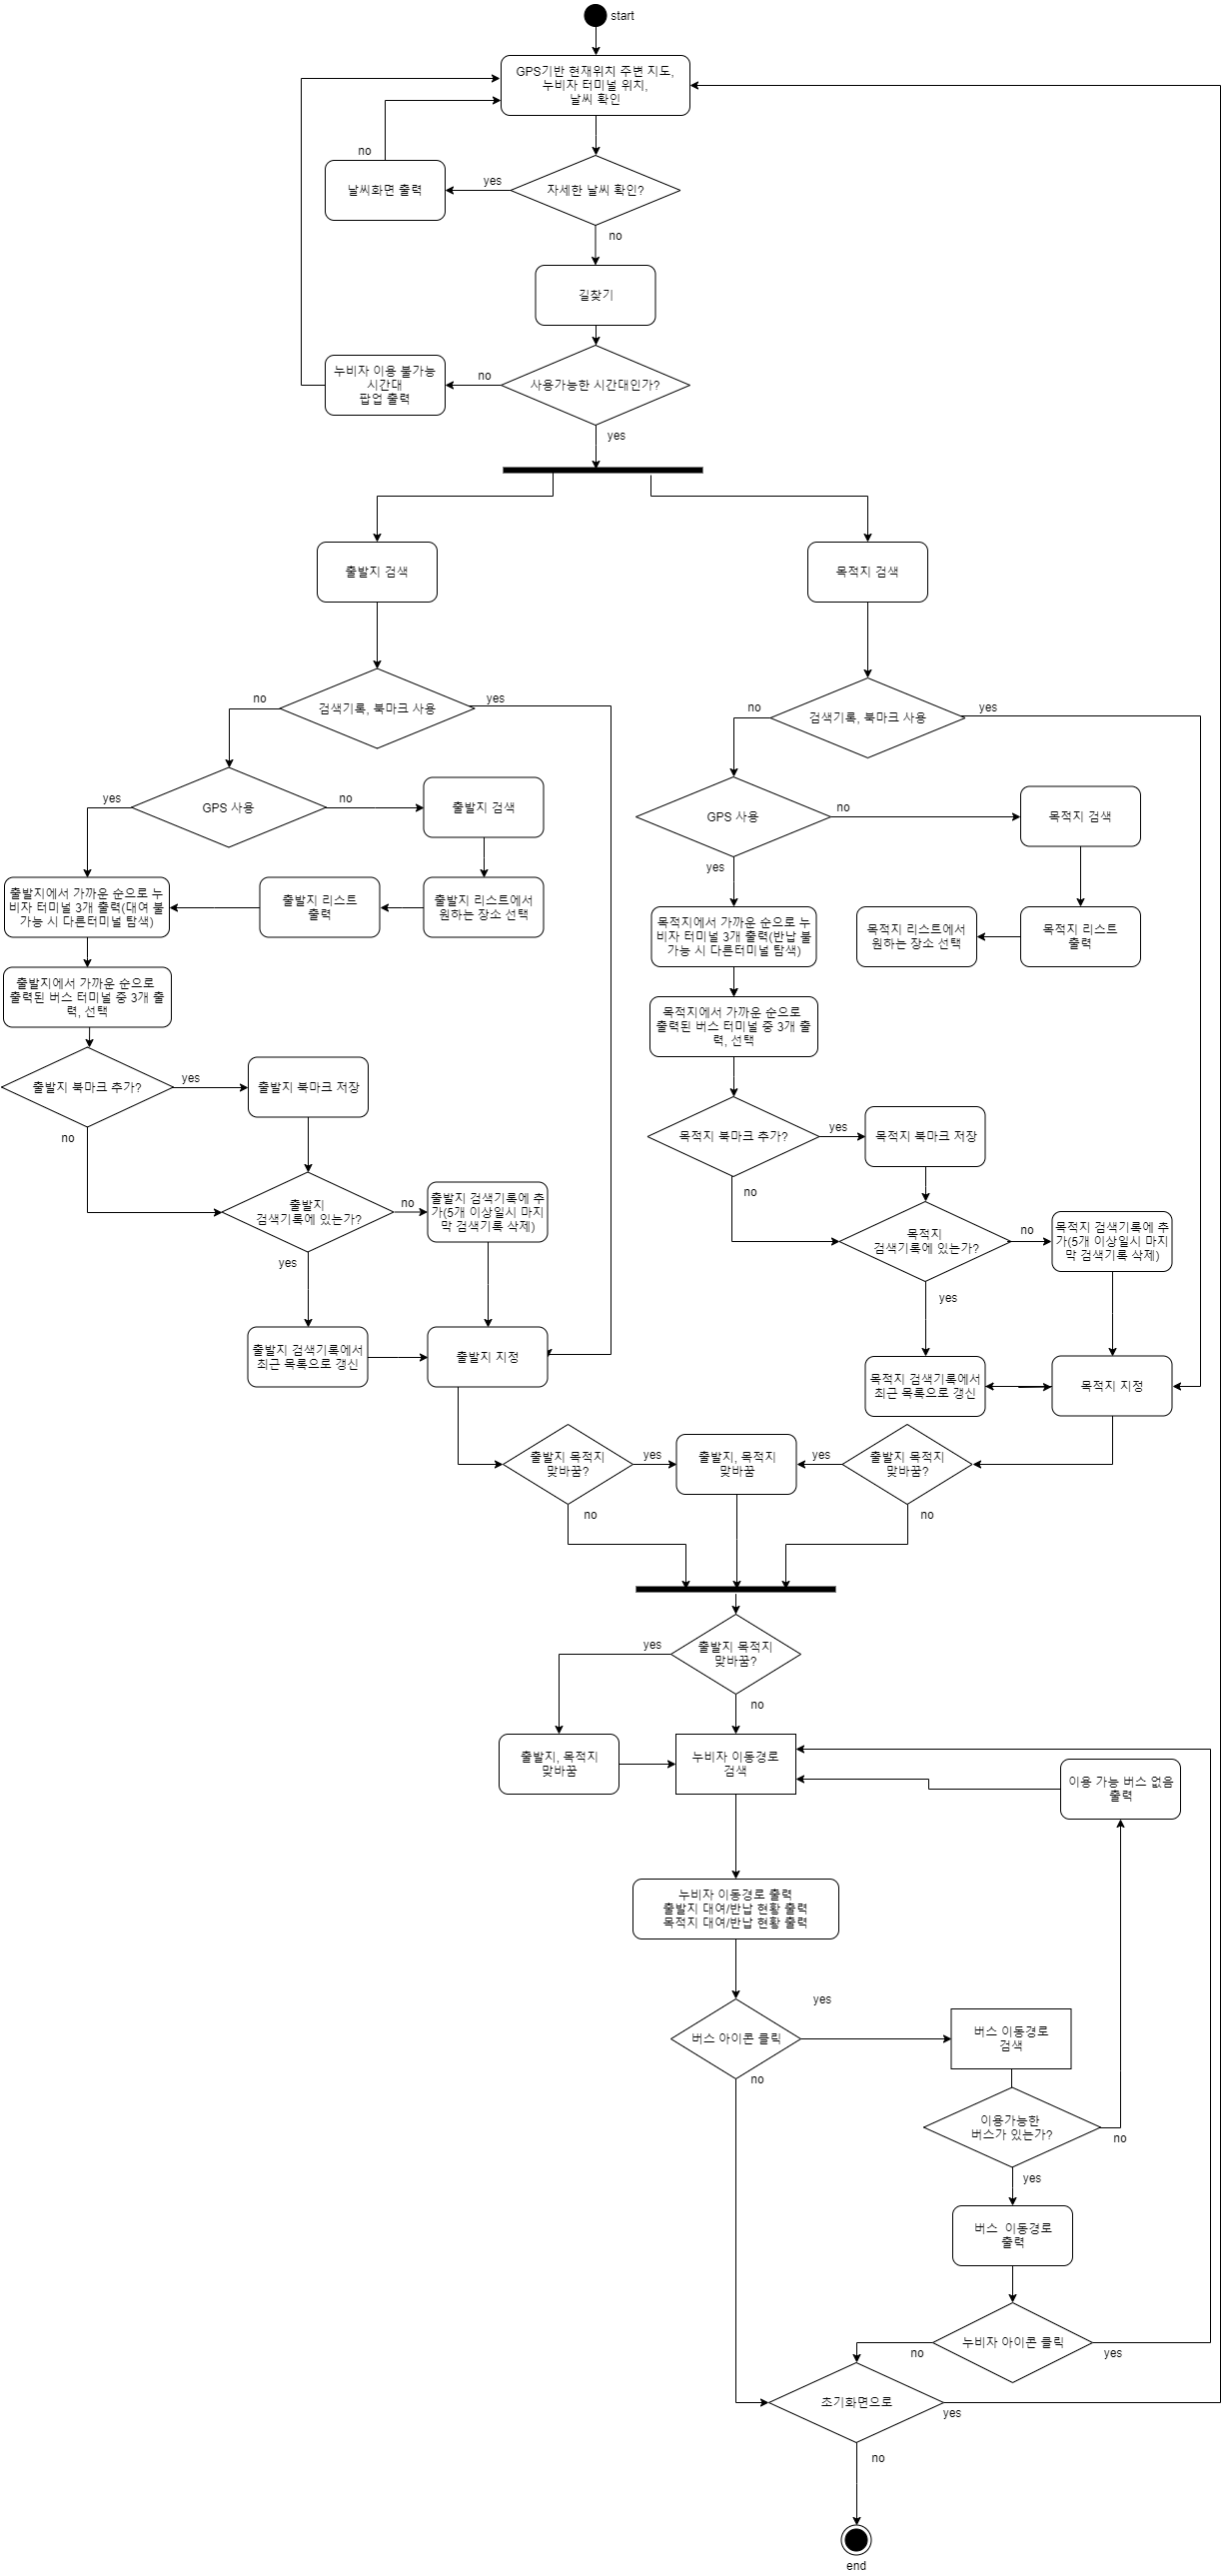 start
GPS기반 현재위치 주변 지도,
누비자 터미널 위치,
날씨 확인
no
날씨화면 출력
yes
자세한 날씨 확인?
no
길찾기
누비자 이용 불가능
시간대
팝업 출력
no
사용가능한 시간대인가?
yes
출발지 검색
목적지 검색
no
검색기록, 북마크 사용
yes
no
검색기록, 북마크 사용
yes
yes
GPS 사용
no
출발지 검색
GPS 사용
no
목적지 검색
yes
출발지에서 가까운 순으로 누
비자 터미널 3개 출력(대여 불
가능 시 다른터미널 탐색)
출발지 리스트
출력
출발지 리스트에서
원하는 장소 선택
목적지에서 가까운 순으로 누
비자 터미널 3개 출력(반납 불
가능 시 다른터미널 탐색)
목적지 리스트에서
원하는 장소 선택
목적지 리스트
출력
출발지에서 가까운 순으로
출력된 버스 터미널 중 3개 출
력, 선택
목적지에서 가까운 순으로
출력된 버스 터미널 중 3개 출
력, 선택
출발지 북마크 추가?
yes
출발지 북마크 저장
no
목적지 북마크 추가?
yes
목적지 북마크 저장
no
출발지
검색기록에 있는가?
no
출발지 검색기록에 추
가(5개 이상일시 마지
막 검색기록 삭제)
yes
목적지
검색기록에 있는가?
no
목적지 검색기록에 추
가(5개 이상일시 마지
막 검색기록 삭제)
yes
출발지 검색기록에서
최근 목록으로 갱신
출발지 지정
목적지 검색기록에서
최근 목록으로 갱신
목적지 지정
출발지 목적지
맞바꿈?
yes
출발지, 목적지
맞바꿈
yes
출발지 목적지
맞바꿈?
no
no
yes
출발지 목적지
맞바꿈?
no
출발지, 목적지
맞바꿈
누비자 이동경로
검색
이용 가능 버스 없음
출력
누비자 이동경로 출력
출발지 대여/반납 현황 출력
목적지 대여/반납 현황 출력
yes
버스 아이콘 클릭
no
버스 이동경로
검색
이용가능한
버스가 있는가?
no
yes
버스 이동경로
출력
누비자 아이콘 클릭
no
yes
초기화면으로
yes
no
end